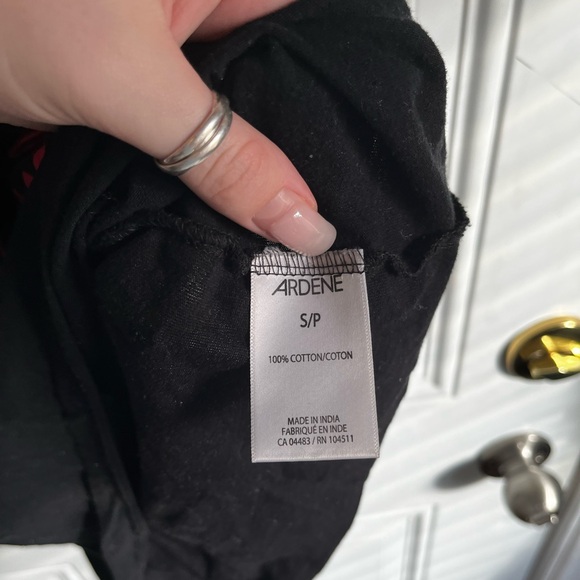 ARDENE
S/P
100% COTTON/COTON
MADE IN INDIA
FABRIQUÉ EN INDE
CA 04483 / RN 104511